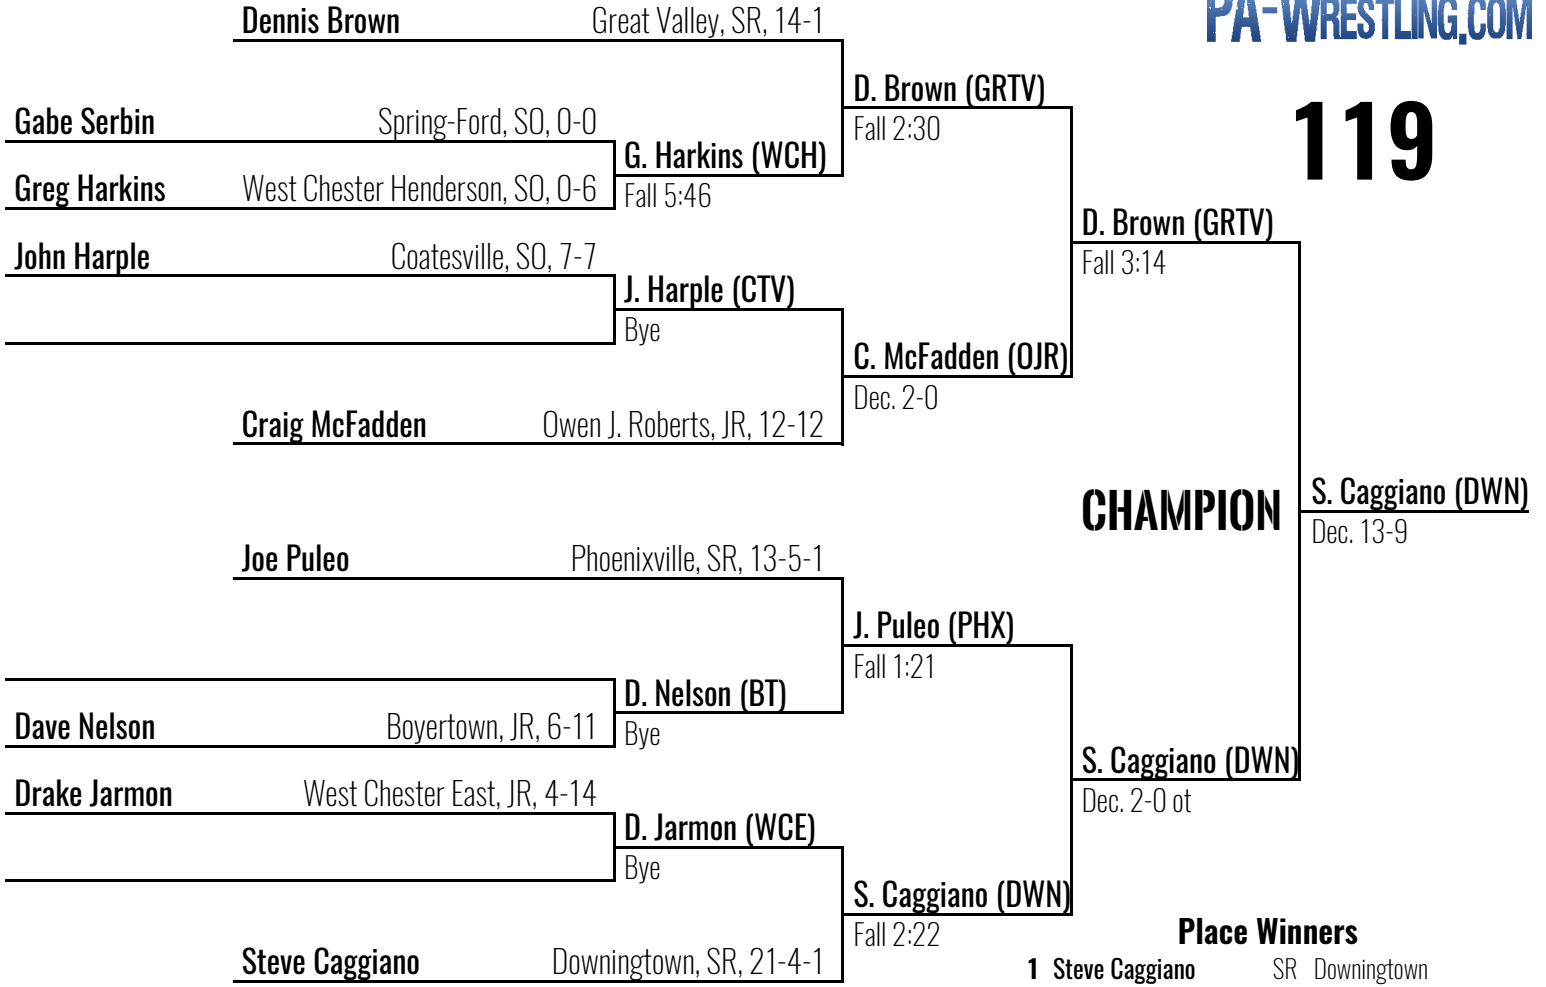 Dennis Brown Great Valley, SR, 14-1
PA-WRESTLING.COM
D. Brown (GRTV)
Fall 2:30
119
Gabe Serbin Spring-Ford, SO, 0-0
G. Harkins (WCH)
Fall 5:46
Greg Harkins West Chester Henderson, SO, 0-6
D. Brown (GRTV)
Fall 3:14
John Harple Coatesville, SO, 7-7
J. Harple (CTV)
Bye
C. McFadden (OJR)
Dec. 2-0
Craig McFadden Owen J. Roberts, JR, 12-12
CHAMPION
S. Caggiano (DWN)
Dec. 13-9
Joe Puleo Phoenixville, SR, 13-5-1
J. Puleo (PHX)
Fall 1:21
D. Nelson (BT)
Bye
Dave Nelson Boyertown, JR, 6-11
S. Caggiano (DWN)
Dec. 2-0 ot
Drake Jarmon West Chester East, JR, 4-14
D. Jarmon (WCE)
Bye
S. Caggiano (DWN)
Fall 2:22
Steve Caggiano Downingtown, SR, 21-4-1
Place Winners
1 Steve Caggiano SR Downingtown